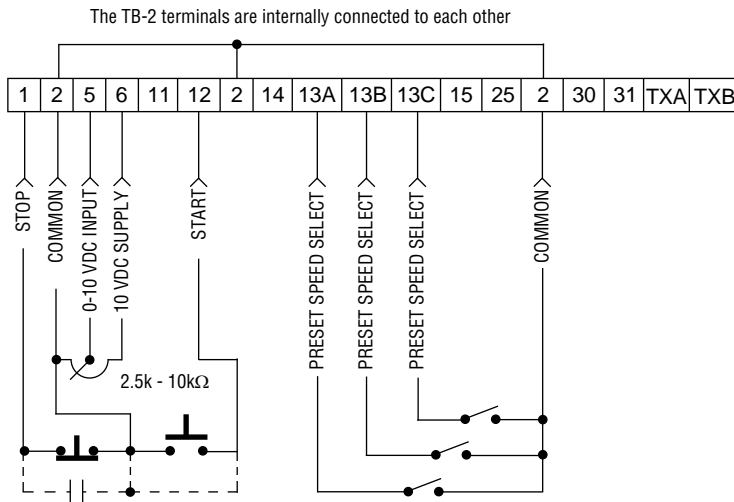 The TB-2 terminals are internally connected to each other
1 2 5 6 11 12 2 14 13A 13B 13C 15 25 2 30 31 TXA TXB
STOP
COMMON
0-10 VDC INPUT
10 VDC SUPPLY
START
PRESET SPEED SELECT
PRESET SPEED SELECT
PRESET SPEED SELECT
COMMON
2.5k - 10kΩ